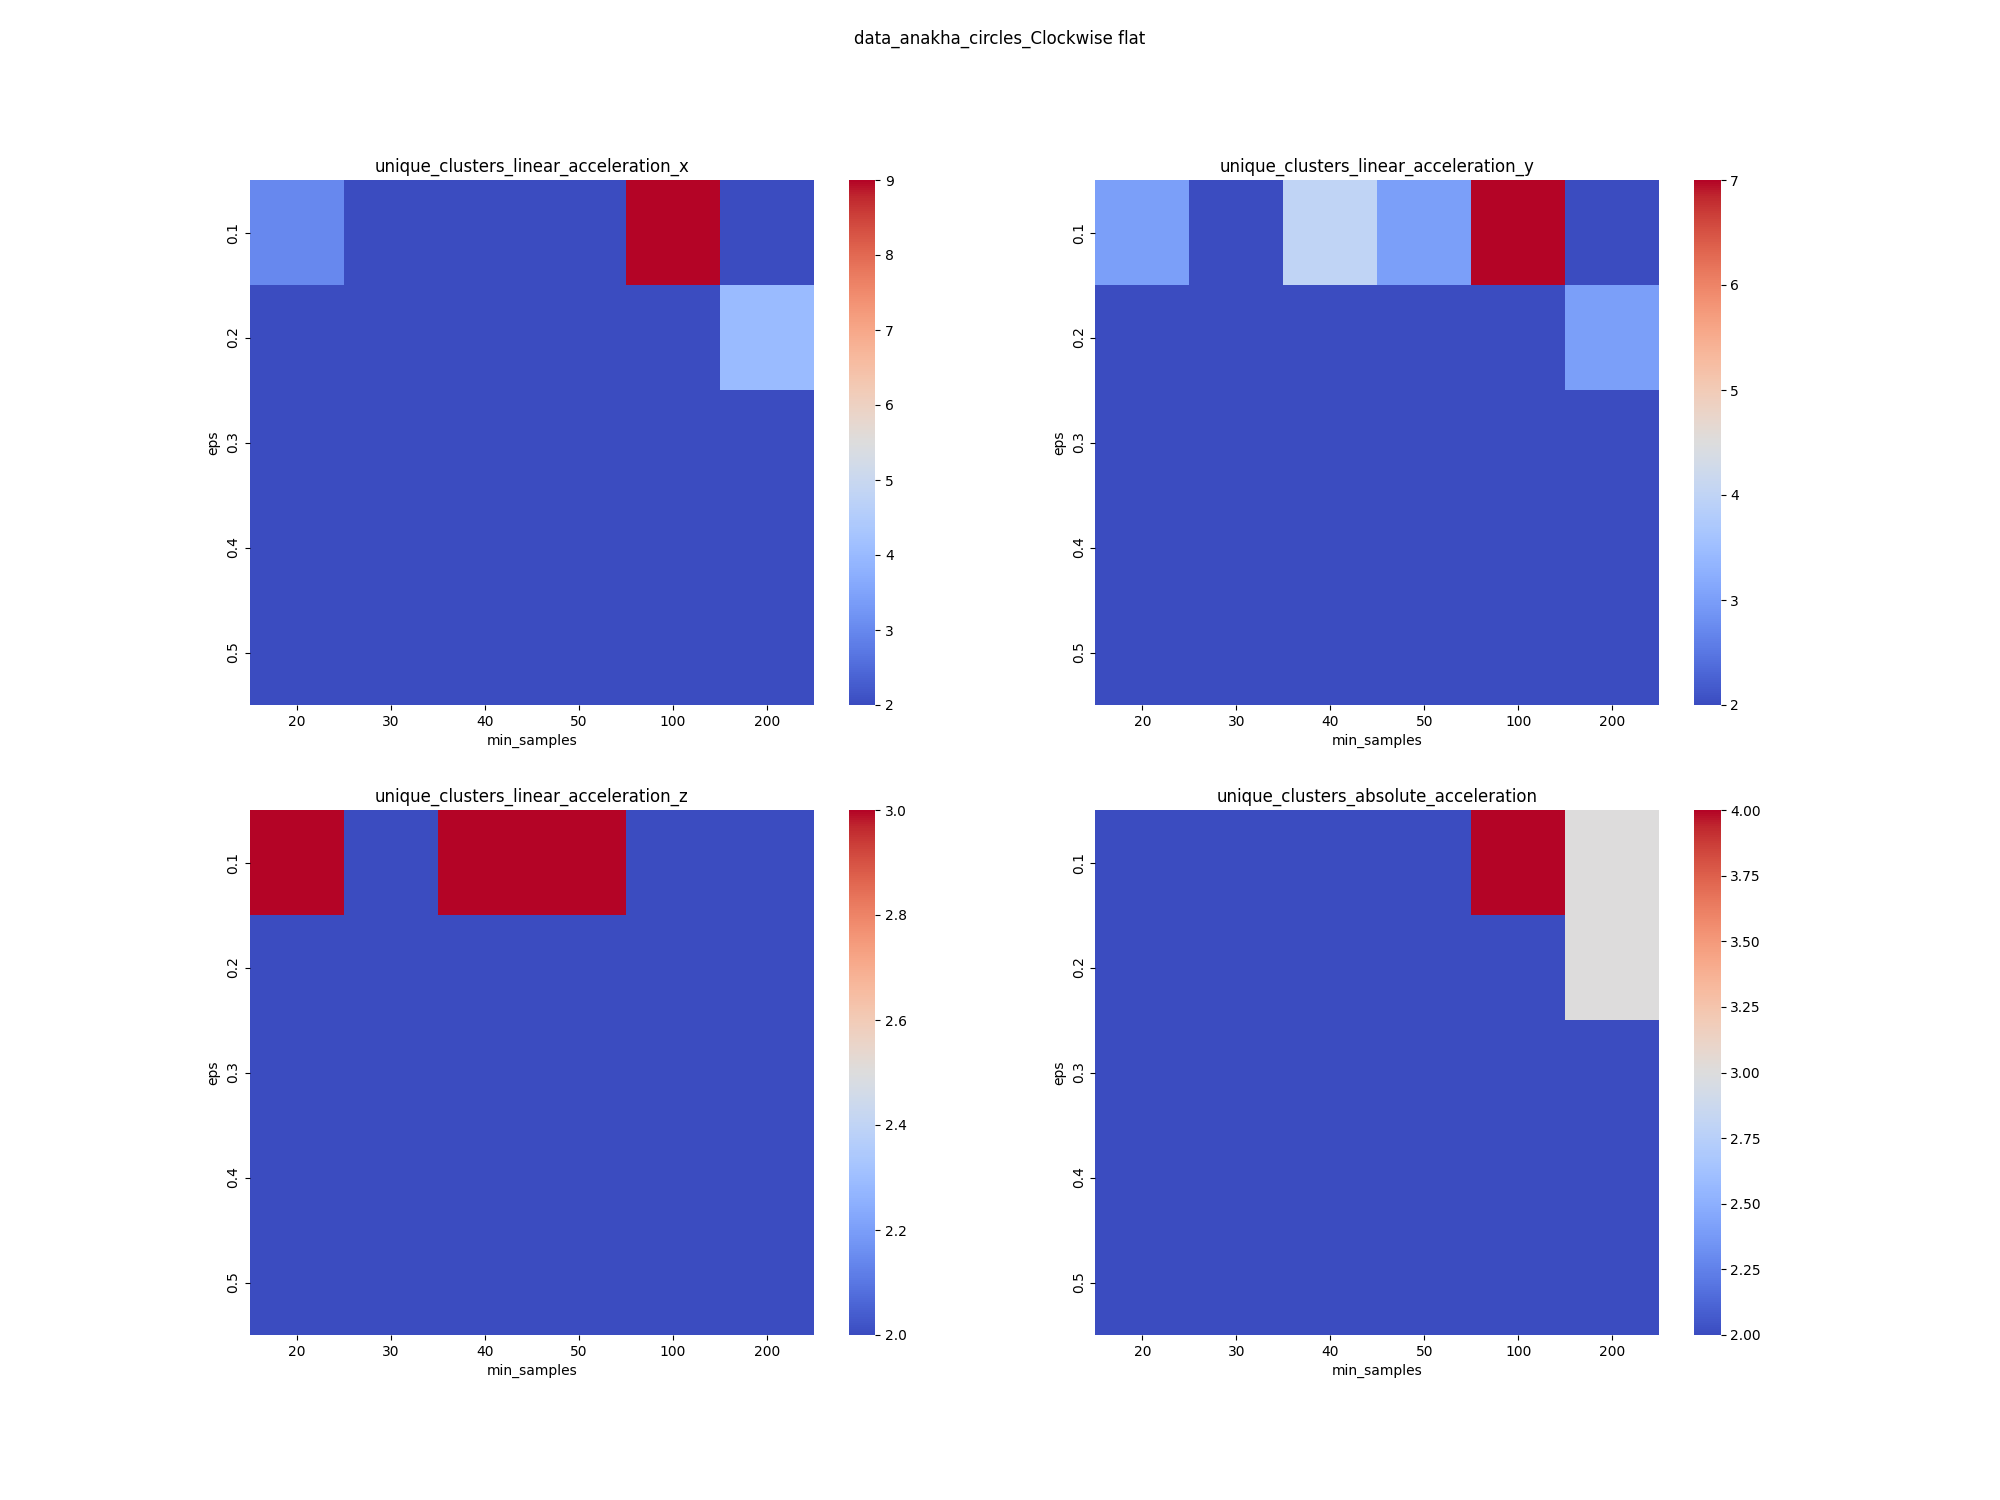 data_anakha_circles_Clockwise flat
unique_clusters_linear_acceleration_x
0.1
0.2
0.3
0.4
0.5
eps
20 30 40 50 100 200
min_samples
9
8
7
6
5
4
3
2
unique_clusters_linear_acceleration_y
0.1
0.2
0.3
0.4
0.5
eps
20 30 40 50 100 200
min_samples
7
6
5
4
3
2
unique_clusters_linear_acceleration_z
0.1
0.2
0.3
0.4
0.5
eps
20 30 40 50 100 200
min_samples
3.0
2.8
2.6
2.4
2.2
2.0
unique_clusters_absolute_acceleration
0.1
0.2
0.3
0.4
0.5
eps
20 30 40 50 100 200
min_samples
4.00
3.75
3.50
3.25
3.00
2.75
2.50
2.25
2.00